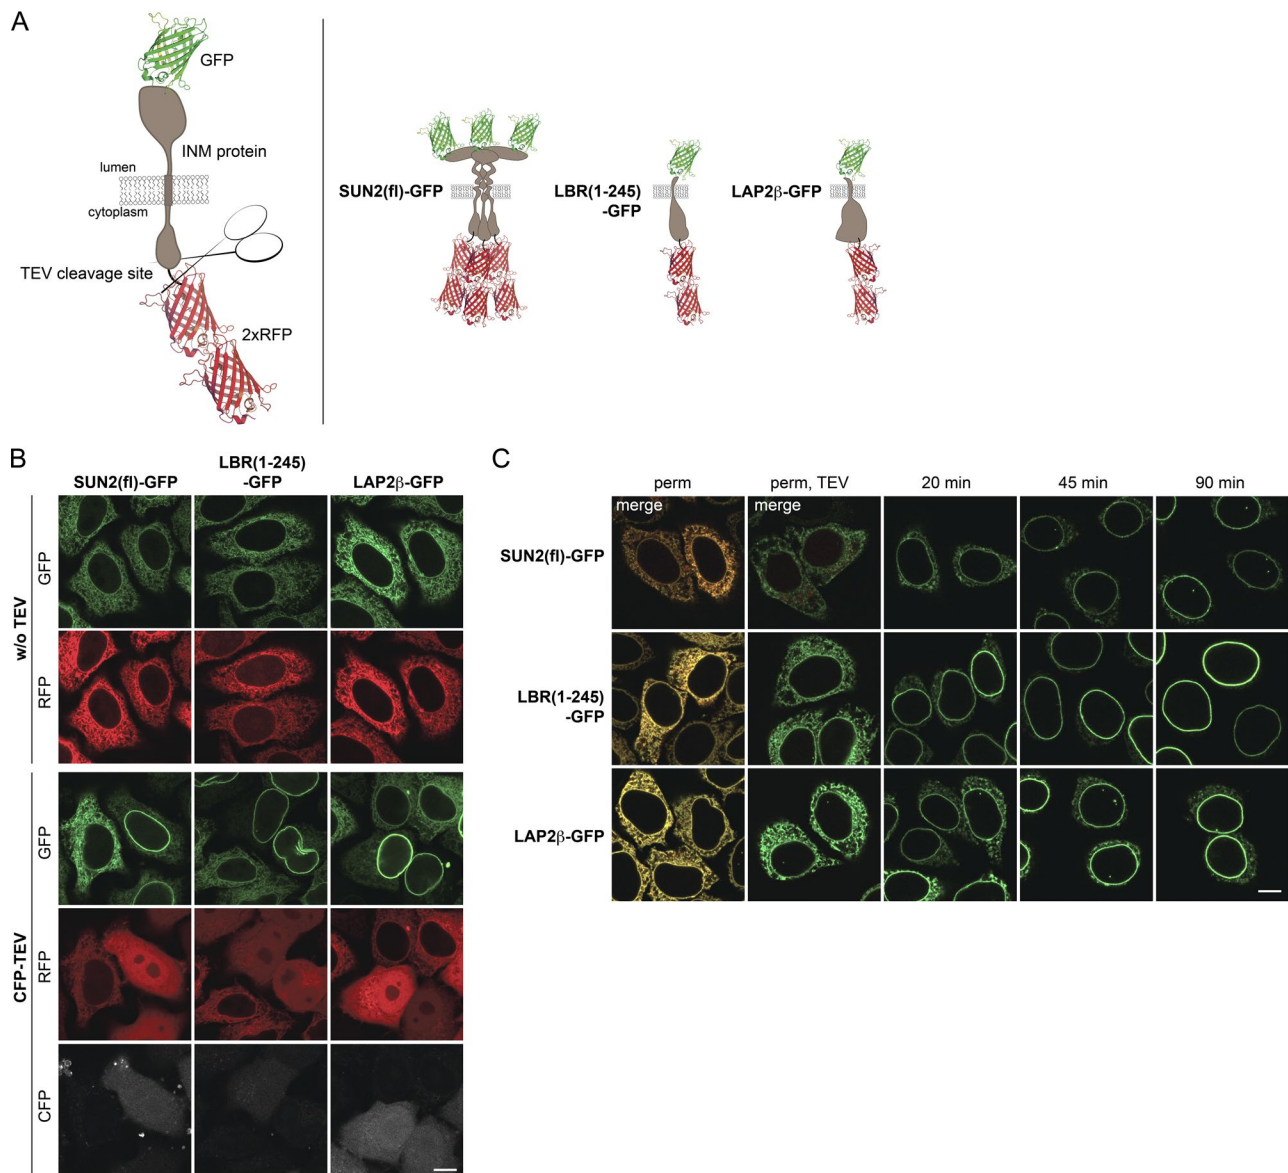 A
GFP
INM protein
lumen
cytoplasm
TEV cleavage site
2xRFP
SUN2(fl)-GFP
LBR(1-245)
-GFP
LAP2β-GFP
B
SUN2(fl)-GFP
LBR(1-245)
-GFP
LAP2β-GFP
w/o TEV
GFP
RFP
CFP-TEV
GFP
RFP
CFP
C
perm
perm, TEV
20 min
45 min
90 min
merge
merge
SUN2(fl)-GFP
LBR(1-245)
-GFP
LAP2β-GFP